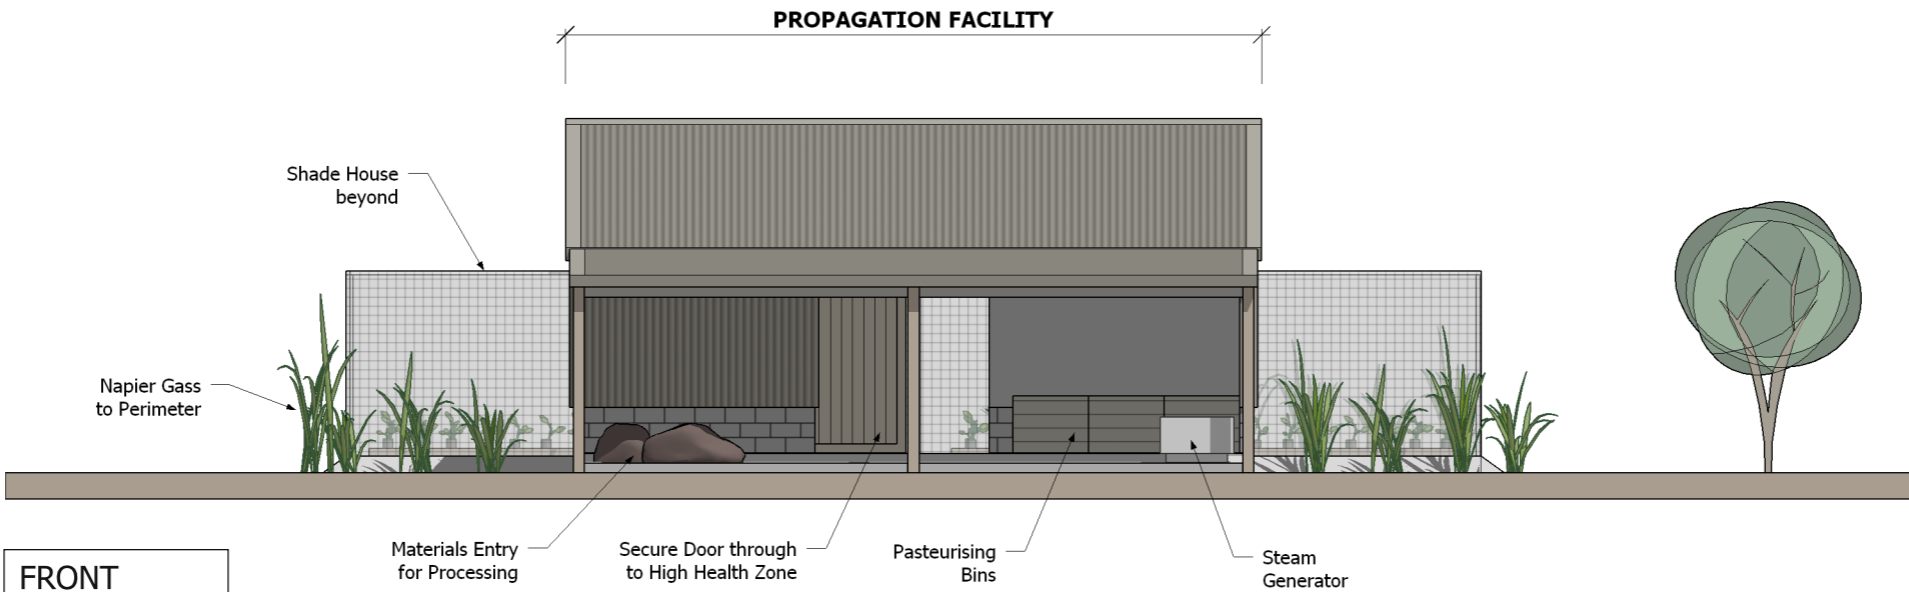 PROPAGATION FACILITY
Shade House
beyond
Napier Gass
to Perimeter
Materials Entry
for Processing
Secure Door through
to High Health Zone
Pasteurising
Bins
Steam
Generator
FRONT